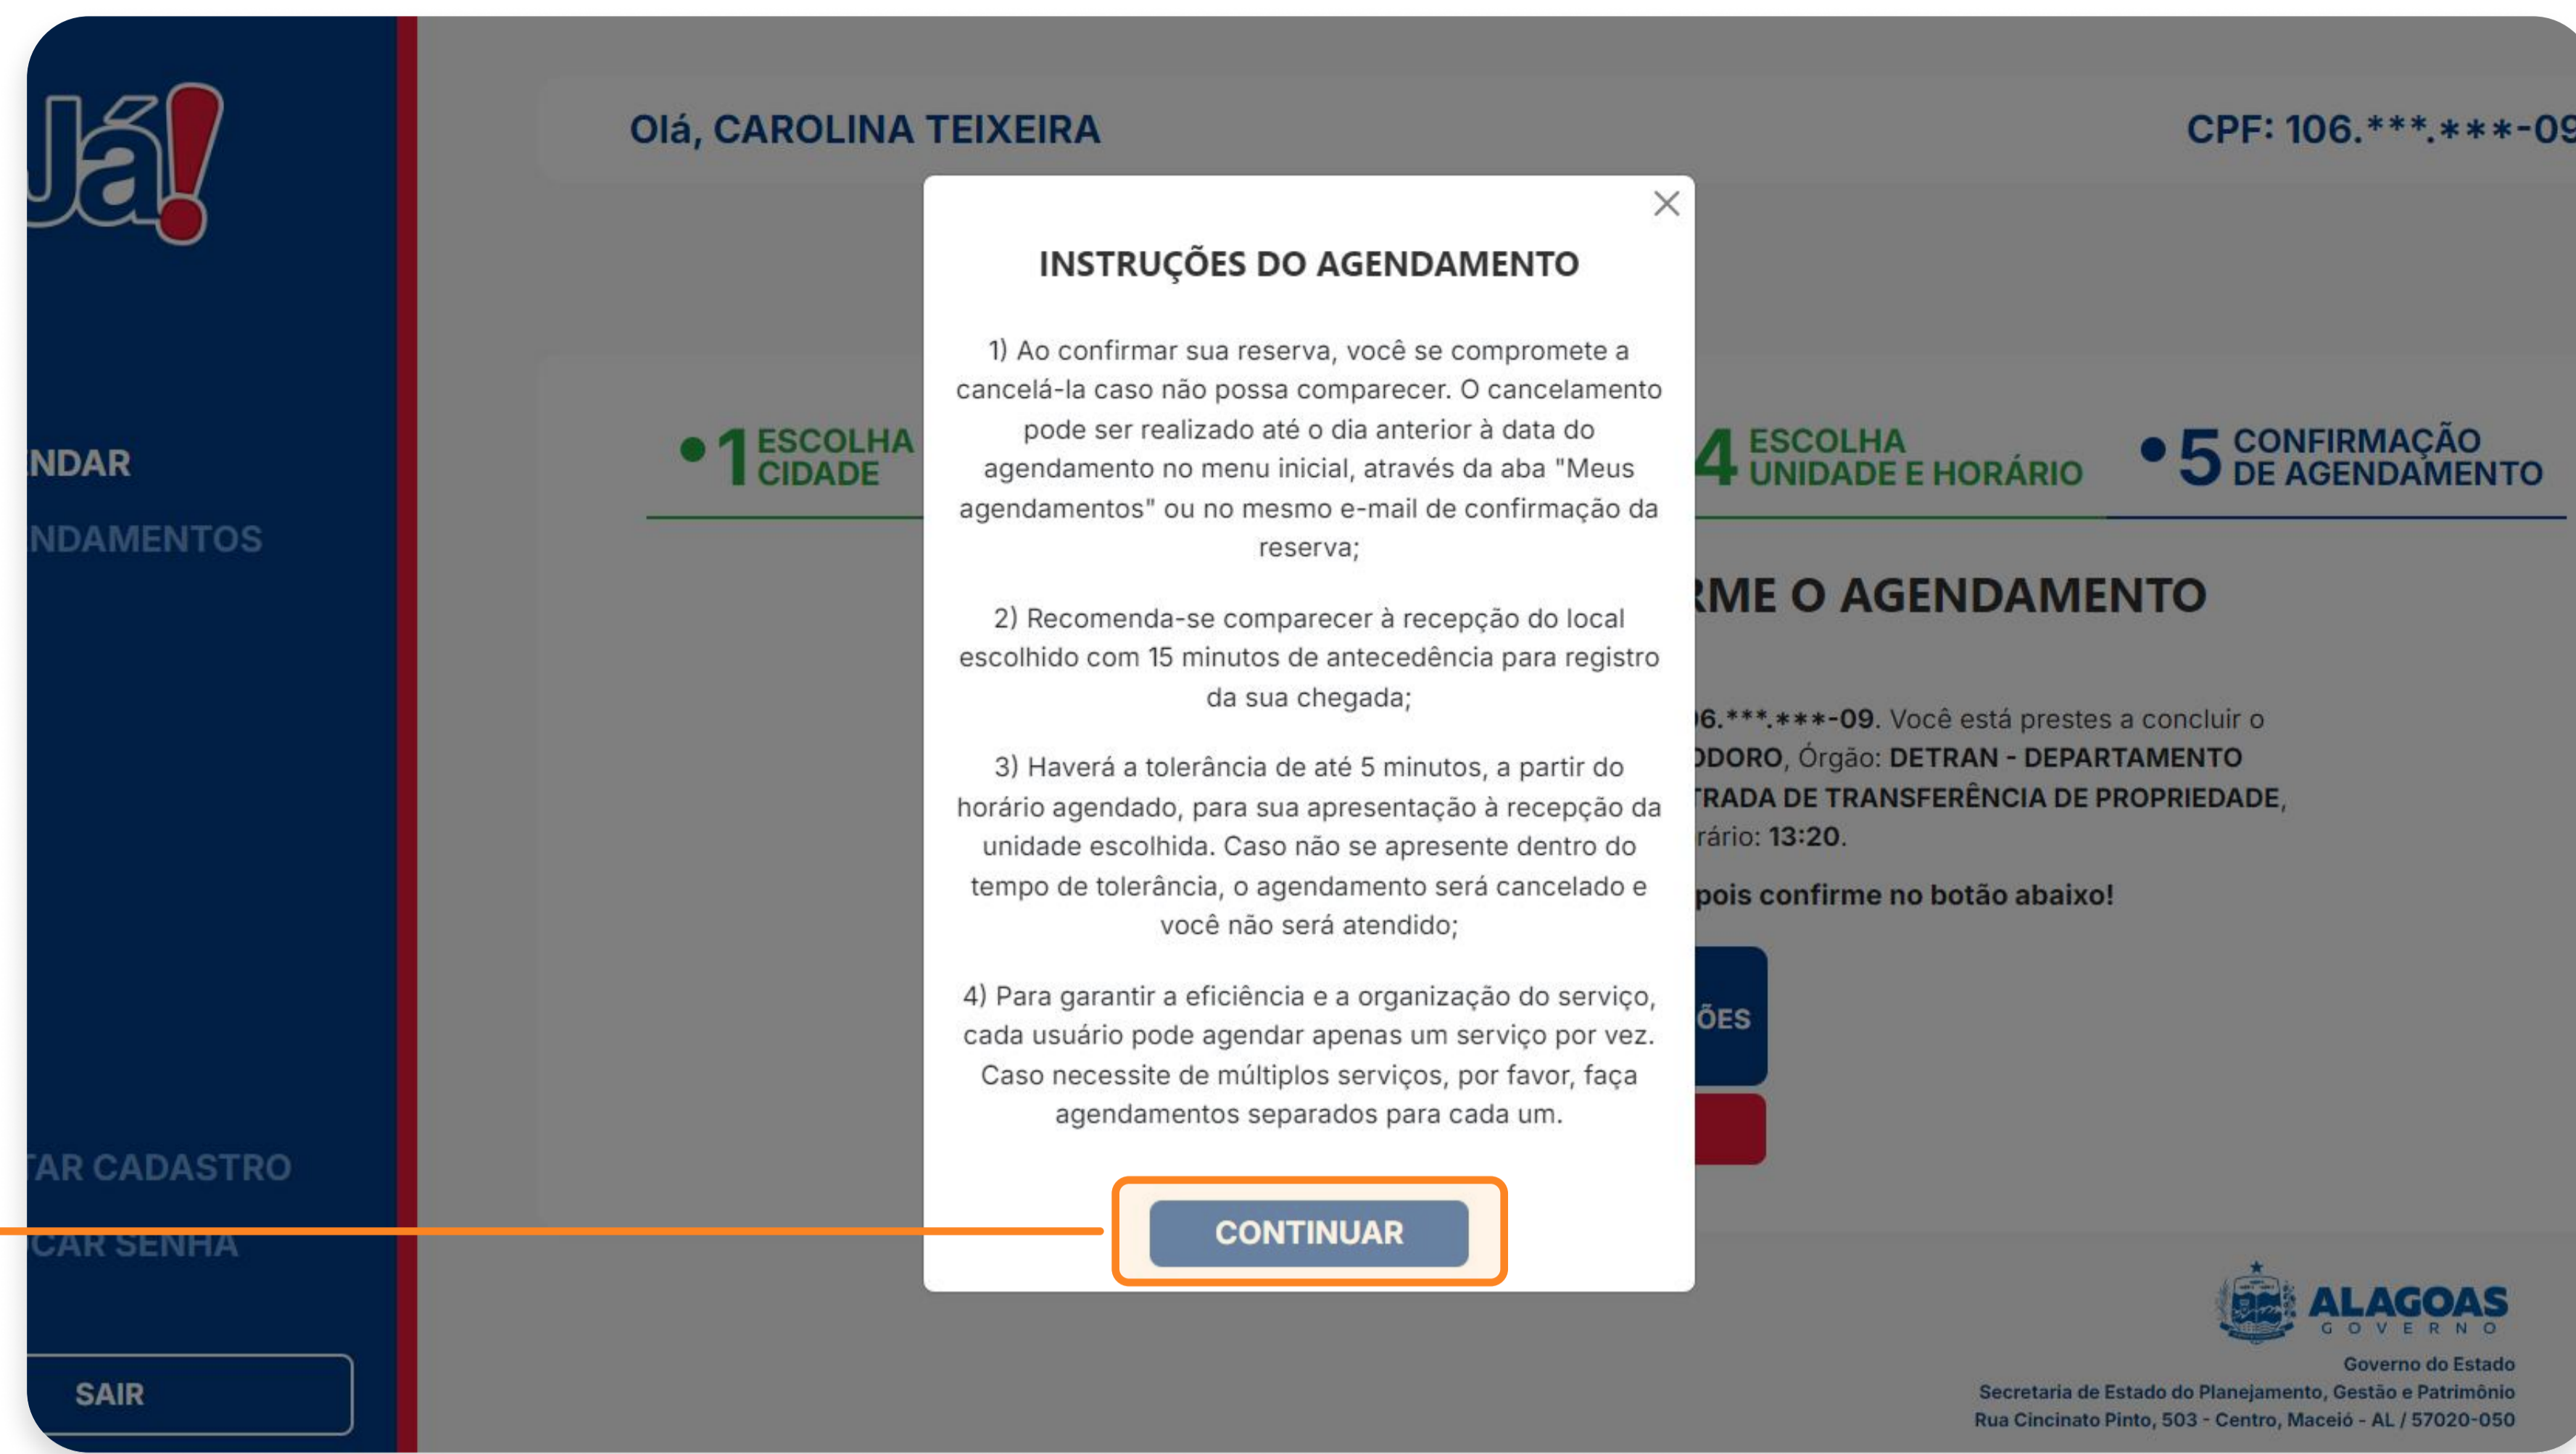 Já!
Olá, CAROLINA TEIXEIRA
CPF: 106.***.***-09
INSTRUÇÕES DO AGENDAMENTO
1) Ao confirmar sua reserva, você se compromete a
cancelá-la caso não possa comparecer. O cancelamento
pode ser realizado até o dia anterior à data do
agendamento no menu inicial, através da aba "Meus
agendamentos" ou no mesmo e-mail de confirmação da
reserva;
2) Recomenda-se comparecer à recepção do local
escolhido com 15 minutos de antecedência para registro
da sua chegada;
3) Haverá a tolerância de até 5 minutos, a partir do
horário agendado, para sua apresentação à recepção da
unidade escolhida. Caso não se apresente dentro do
tempo de tolerância, o agendamento será cancelado e
você não será atendido;
4) Para garantir a eficiência e a organização do serviço,
cada usuário pode agendar apenas um serviço por vez.
Caso necessite de múltiplos serviços, por favor, faça
agendamentos separados para cada um.
CONTINUAR
•1 ESCOLHA
CIDADE
4 ESCOLHA
UNIDADE E HORÁRIO
•5 CONFIRMAÇÃO
DE AGENDAMENTO
RME O AGENDAMENTO
06.***.***-09. Você está prestes a concluir o
ODORO, Órgão: DETRAN - DEPARTAMENTO
TRADA DE TRANSFERÊNCIA DE PROPRIEDADE,
rário: 13:20.
pois confirme no botão abaixo!
ÕES
NDAR
NDAMENTOS
TAR CADASTRO
CAR SENHA
SAIR
ALAGOAS
GOVERNO
Governo do Estado
Secretaria de Estado do Planejamento, Gestão e Patrimônio
Rua Cincinato Pinto, 503 - Centro, Maceió - AL / 57020-050